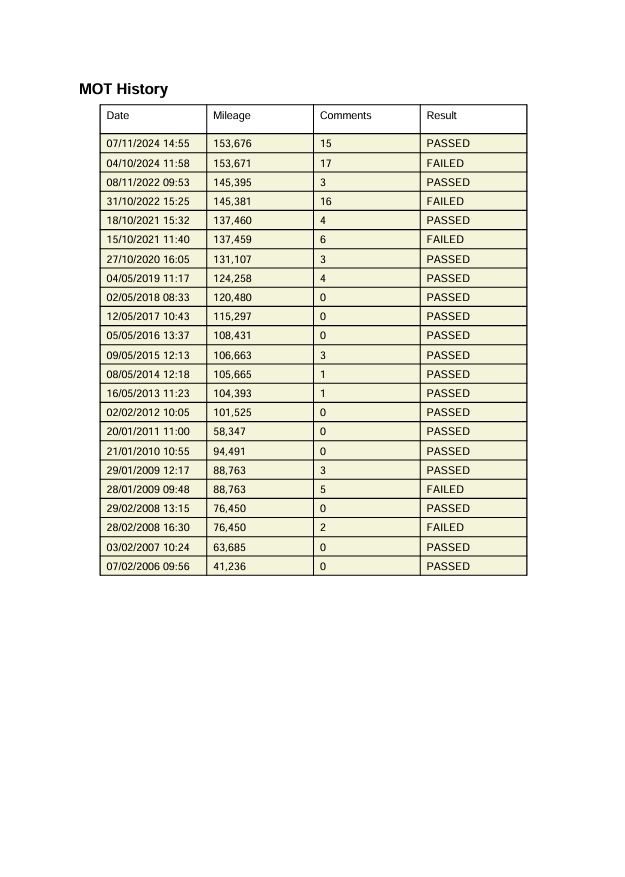 MOT History
Date Mileage Comments Result
07/11/2024 14:55 153,676 15 PASSED
04/10/2024 11:58 153,671 17 FAILED
08/11/2022 09:53 145,395 3 PASSED
31/10/2022 15:25 145,381 16 FAILED
18/10/2021 15:32 137,460 4 PASSED
15/10/2021 11:40 137,459 6 FAILED
27/10/2020 16:05 131,107 3 PASSED
04/05/2019 11:17 124,258 4 PASSED
02/05/2018 08:33 120,480 0 PASSED
12/05/2017 10:43 115,297 0 PASSED
05/05/2016 13:37 108,431 0 PASSED
09/05/2015 12:13 106,663 3 PASSED
08/05/2014 12:18 105,665 1 PASSED
16/05/2013 11:23 104,393 1 PASSED
02/02/2012 10:05 101,525 0 PASSED
20/01/2011 11:00 58,347 0 PASSED
21/01/2010 10:55 94,491 0 PASSED
29/01/2009 12:17 88,763 3 PASSED
28/01/2009 09:48 88,763 5 FAILED
29/02/2008 13:15 76,450 0 PASSED
28/02/2008 16:30 76,450 2 FAILED
03/02/2007 10:24 63,685 0 PASSED
07/02/2006 09:56 41,236 0 PASSED